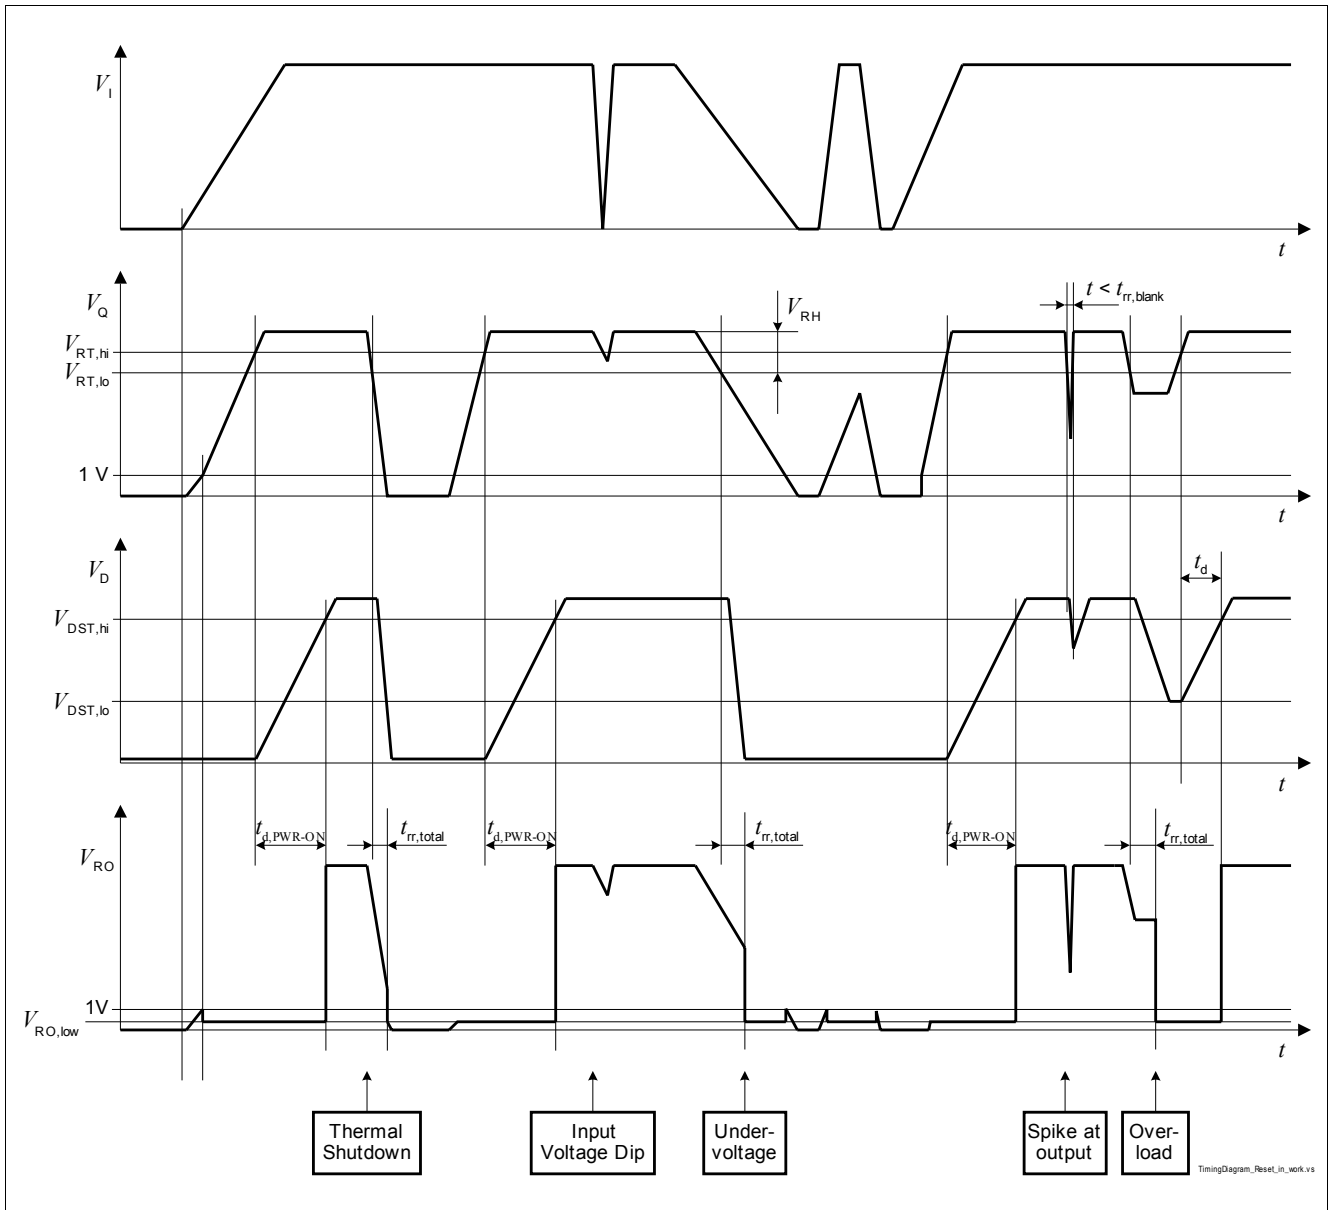 V_I
t
V_Q
t < t_rr,blank
V_RH
V_RT,hi
V_RT,lo
1 V
t
V_D
t_d
V_DST,hi
V_DST,lo
t
t_d,PWR-ON
t_rr,total
t_d,PWR-ON
t_rr,total
t_d,PWR-ON
t_rr,total
V_RO
1V
V_RO,low
t
Thermal
Shutdown
Input
Voltage Dip
Under-
voltage
Spike at
output
Over-
load
TimingDiagram_Reset_in_work.vs